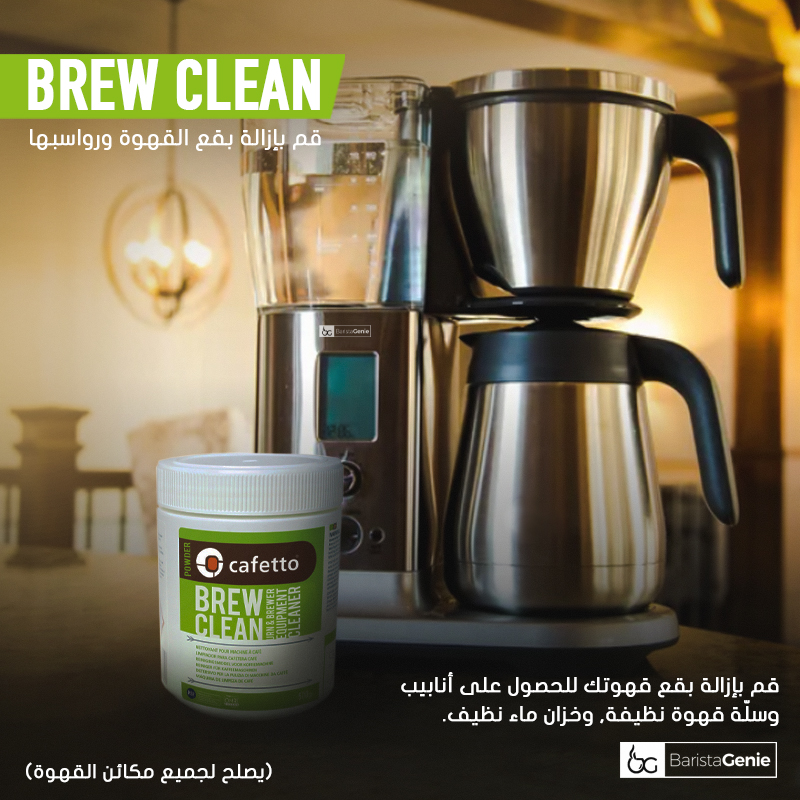 BREW CLEAN
قم بإزالة بقع القهوة ورواسبها
BaristaGenie
POWDER
cafetto
BREW
CLEAN
URN & BREWER
EQUIPMENT
CLEANER
قم بإزالة بقع قهوتك للحصول على أنابيب
وسلّة قهوة نظيفة, وخزان ماء نظيف.
BG BaristaGenie
(يصلح لجميع مكائن القهوة)